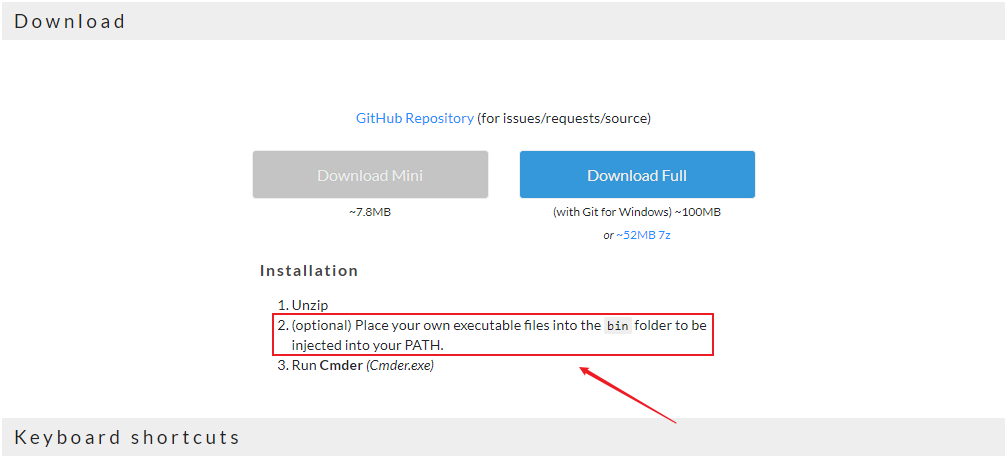 Download
GitHub Repository (for issues/requests/source)
Download Mini
Download Full
~7.8MB
(with Git for Windows) ~100MB
or ~52MB 7z
Installation
1. Unzip
2. (optional) Place your own executable files into the bin folder to be
injected into your PATH.
3. Run Cmder (Cmder.exe)
Keyboard shortcuts